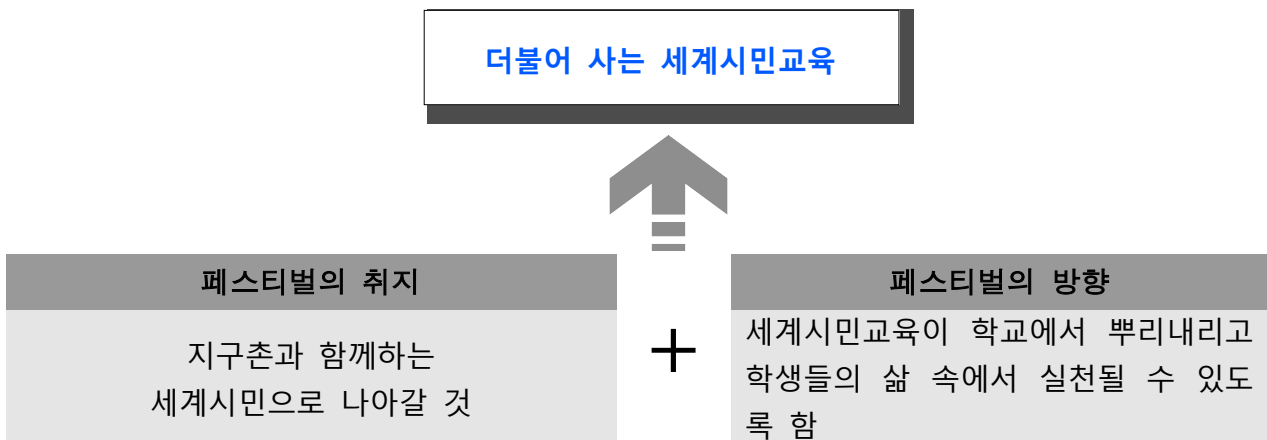 더불어 사는 세계시민교육
페스티벌의 취지
지구촌과 함께하는
세계시민으로 나아갈 것
+
페스티벌의 방향
세계시민교육이 학교에서 뿌리내리고
학생들의 삶 속에서 실천될 수 있도
록 함